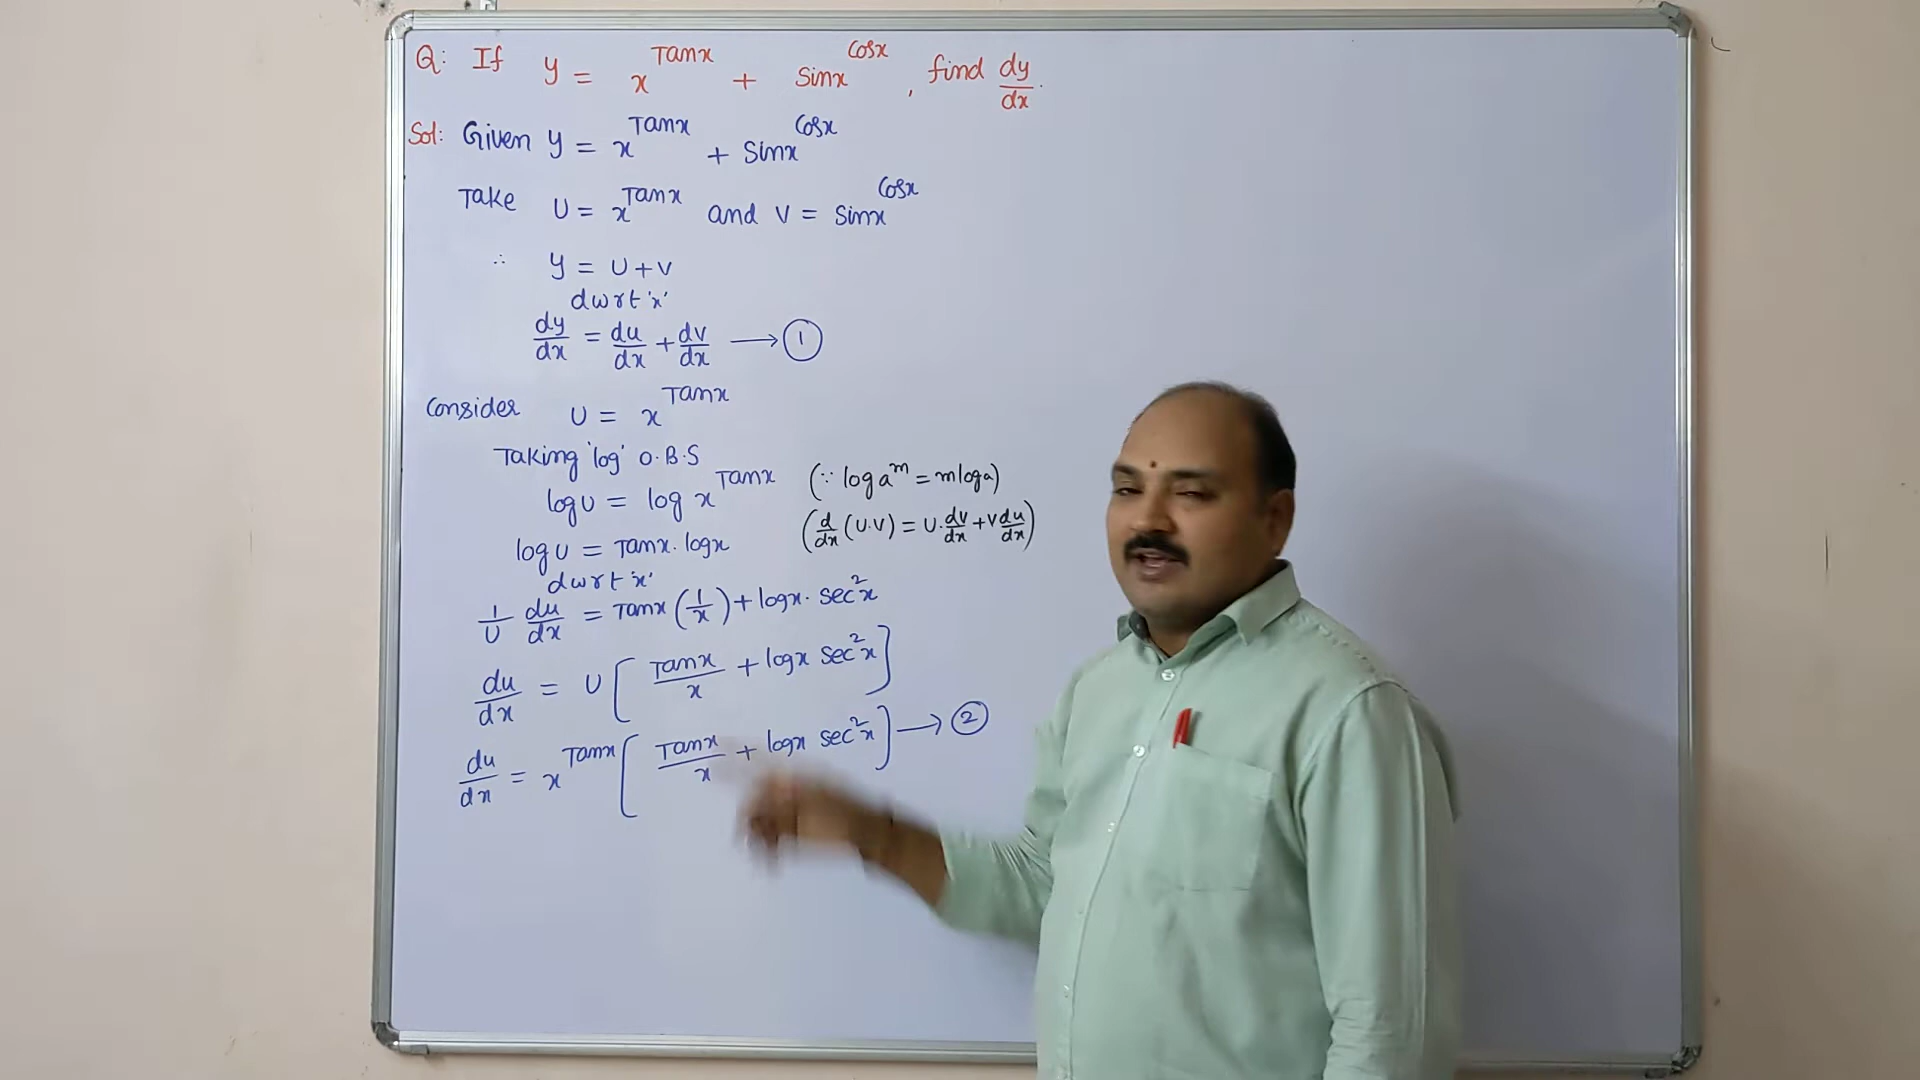 Q: If y = x^Tanx + Sinx^Cosx, find dy/dx.
Sol: Given y = x^Tanx + Sinx^Cosx
Take U = x^Tanx and V = Sinx^Cosx
∴ y = U+V
dwrt 'x'
dy/dx = du/dx + dv/dx → ①
Consider U = x^Tanx
Taking 'log' O.B.S
logU = log x^Tanx (∵ log a^m = m loga)
logU = Tanx. logx (d/dx (U.V) = U. dv/dx + V du/dx)
dwrt 'x'
1/U du/dx = Tanx (1/x) + logx. Sec²x
du/dx = U [Tanx/x + logx Sec²x]
du/dx = x^Tanx [Tanx/x + logx Sec²x] → ②